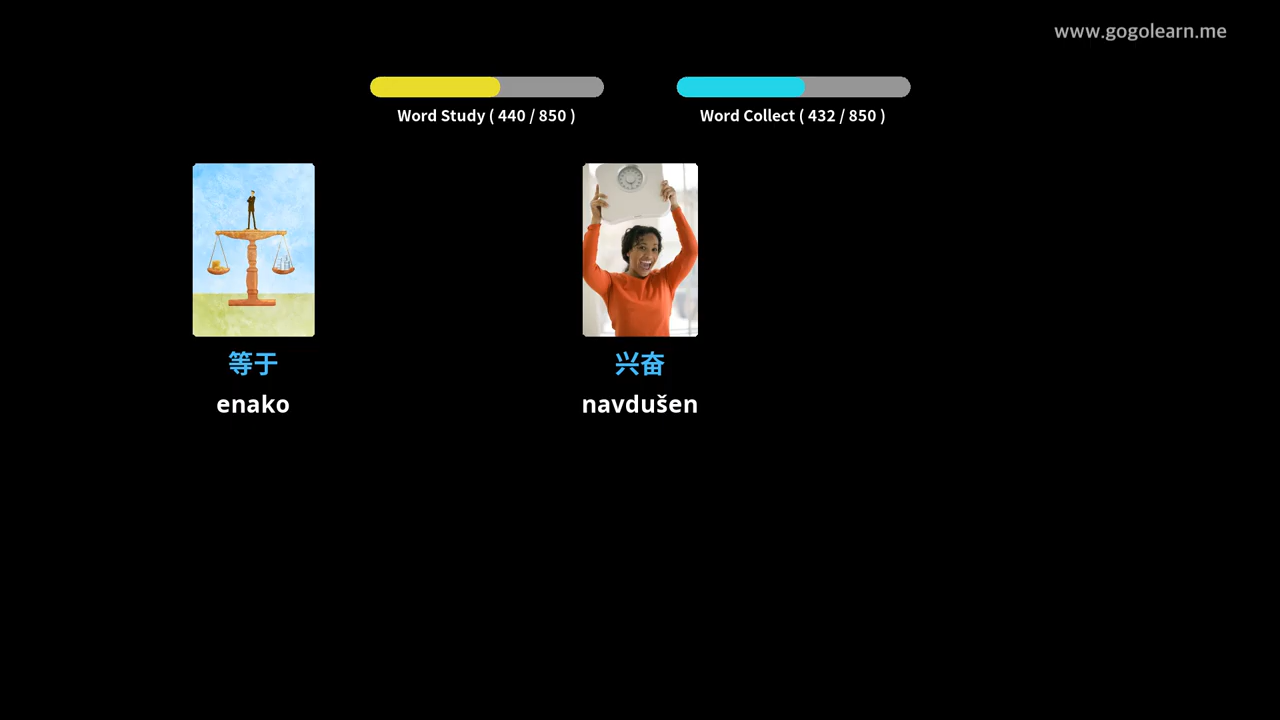 www.gogolearn.me
Word Study ( 440 / 850 )
Word Collect ( 432 / 850 )
等于
enako
兴奋
navdušen